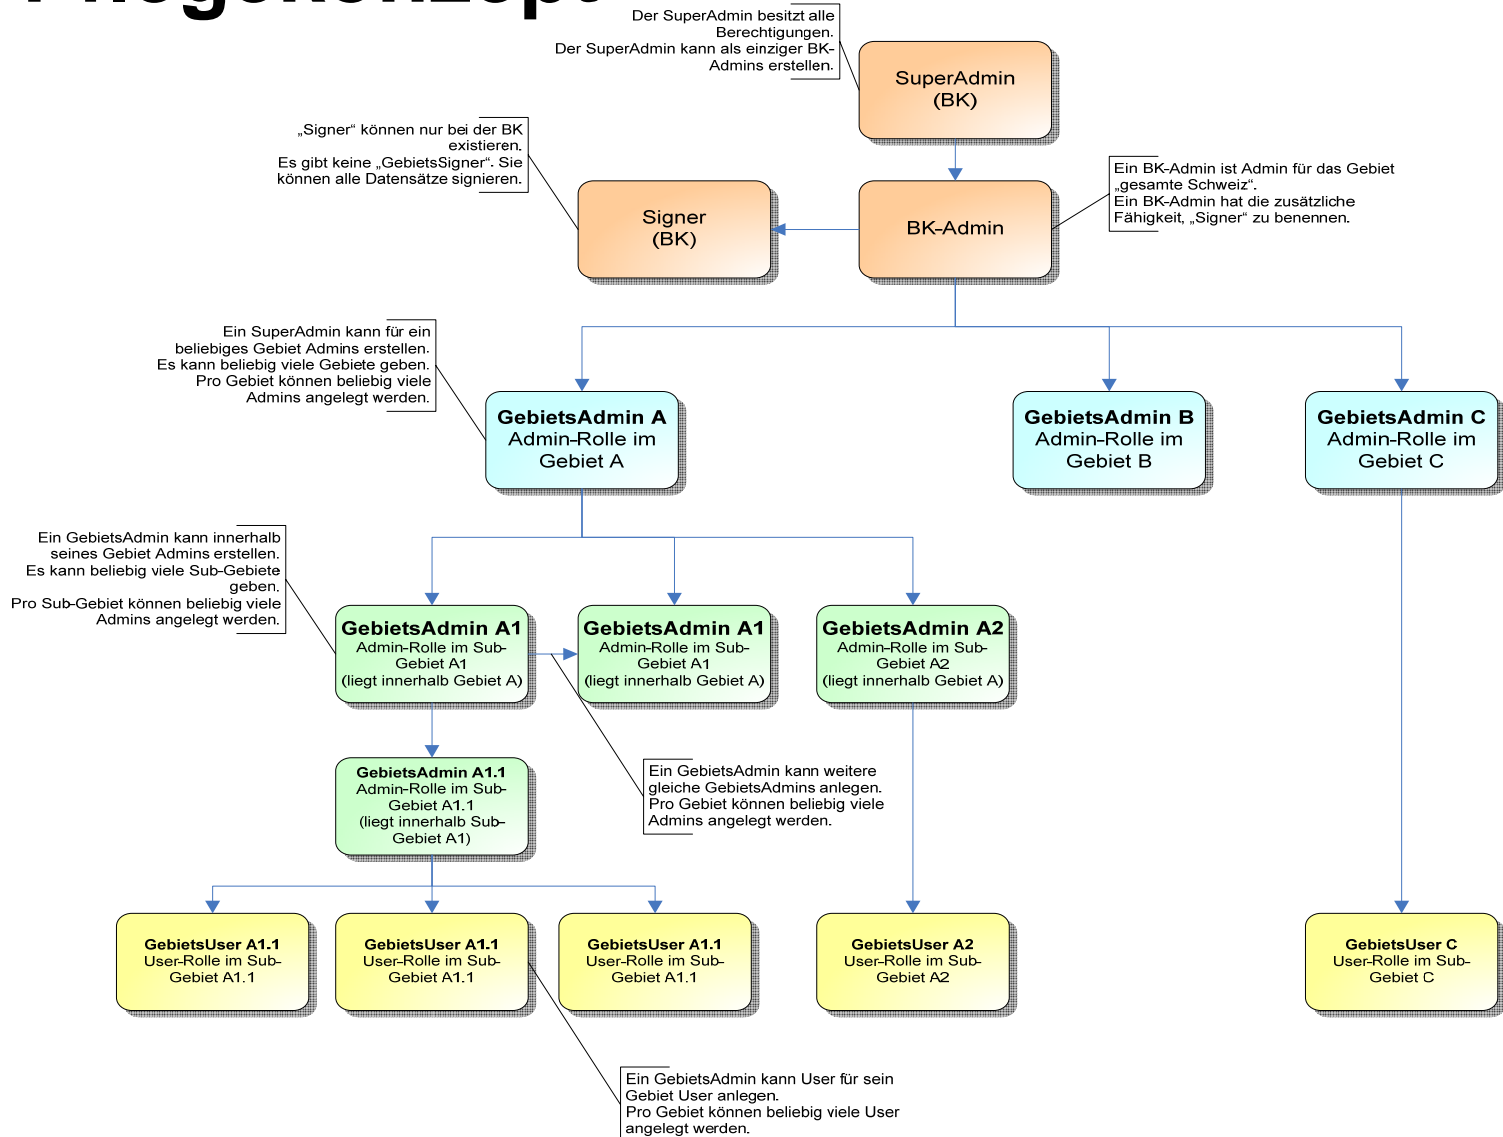 Pflegekonzept
Der SuperAdmin besitzt alle
Berechtigungen.
Der SuperAdmin kann als einziger BK-
Admins erstellen.
SuperAdmin
(BK)
„Signer“ können nur bei der BK
existieren.
Es gibt keine „GebietsSigner“. Sie
können alle Datensätze signieren.
Signer
(BK)
BK-Admin
Ein BK-Admin ist Admin für das Gebiet
„gesamte Schweiz“.
Ein BK-Admin hat die zusätzliche
Fähigkeit, „Signer“ zu benennen.
Ein SuperAdmin kann für ein
beliebiges Gebiet Admins erstellen.
Es kann beliebig viele Gebiete geben.
Pro Gebiet können beliebig viele
Admins angelegt werden.
GebietsAdmin A
Admin-Rolle im
Gebiet A
GebietsAdmin B
Admin-Rolle im
Gebiet B
GebietsAdmin C
Admin-Rolle im
Gebiet C
Ein GebietsAdmin kann innerhalb
seines Gebiet Admins erstellen.
Es kann beliebig viele Sub-Gebiete
geben.
Pro Sub-Gebiet können beliebig viele
Admins angelegt werden.
GebietsAdmin A1
Admin-Rolle im Sub-
Gebiet A1
(liegt innerhalb Gebiet A)
GebietsAdmin A1
Admin-Rolle im Sub-
Gebiet A1
(liegt innerhalb Gebiet A)
GebietsAdmin A2
Admin-Rolle im Sub-
Gebiet A2
(liegt innerhalb Gebiet A)
GebietsAdmin A1.1
Admin-Rolle im Sub-
Gebiet A1.1
(liegt innerhalb Sub-
Gebiet A1)
Ein GebietsAdmin kann weitere
gleiche GebietsAdmins anlegen.
Pro Gebiet können beliebig viele
Admins angelegt werden.
GebietsUser A1.1
User-Rolle im Sub-
Gebiet A1.1
GebietsUser A1.1
User-Rolle im Sub-
Gebiet A1.1
GebietsUser A1.1
User-Rolle im Sub-
Gebiet A1.1
GebietsUser A2
User-Rolle im Sub-
Gebiet A2
GebietsUser C
User-Rolle im Sub-
Gebiet C
Ein GebietsAdmin kann User für sein
Gebiet User anlegen.
Pro Gebiet können beliebig viele User
angelegt werden.